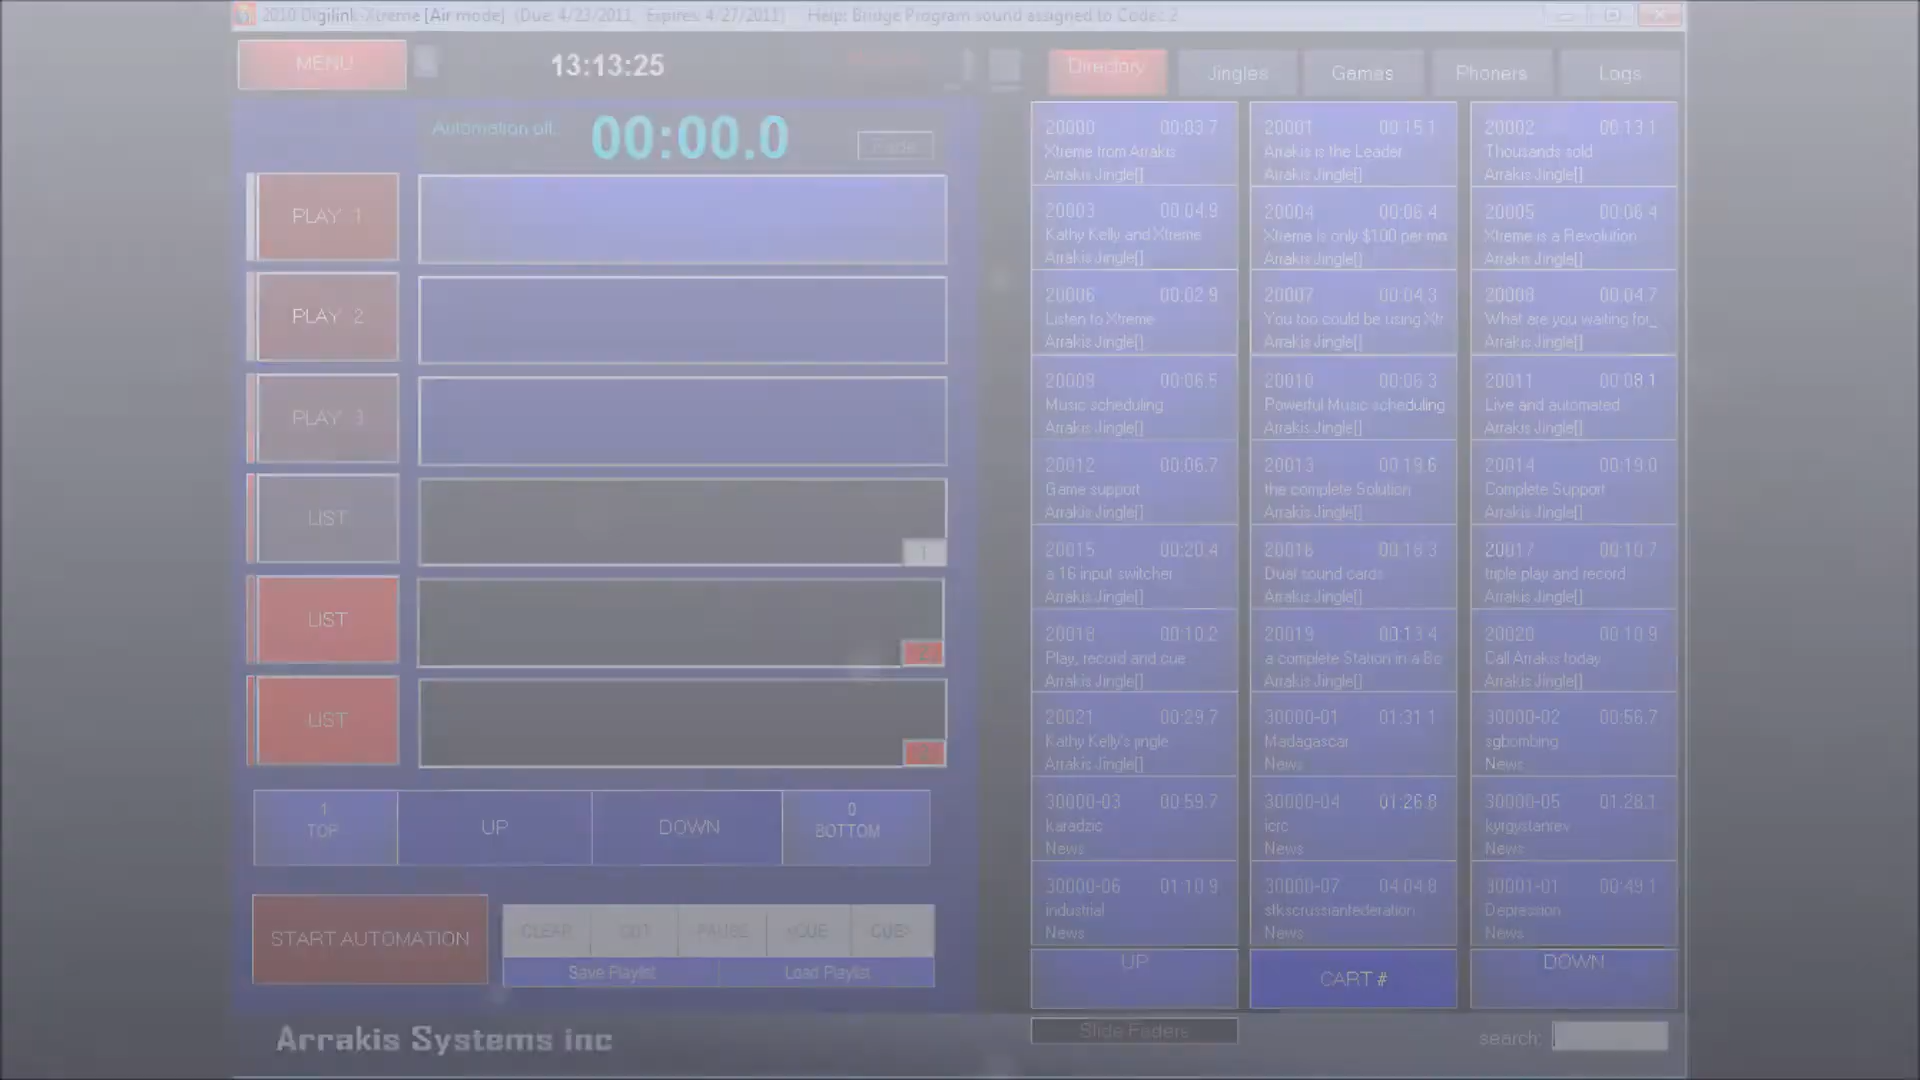 2010 Digilink-Xtreme [Air mode] (Due: 4/22/2011 Expires: 4/27/2011) Help: Bridge Program sound assigned to Codec 2
MENU
13:13:25
Directory
Jingles
Games
Phoners
Logs
Automation off.
00:00.0
Fade
PLAY 1
PLAY 2
PLAY 3
LIST
1
LIST
2
LIST
1
TOP
UP
DOWN
0
BOTTOM
START AUTOMATION
CLEAR
CUT
PAUSE
<CUE
CUE>
Save Playlist
Load Playlist
20000 00:03.7
Xtreme from Arrakis
Arrakis Jingle[]
20001 00:15.1
Arrakis is the Leader
Arrakis Jingle[]
20002 00:13.1
Thousands sold
Arrakis Jingle[]
20003 00:04.9
Kathy Kelly and Xtreme
Arrakis Jingle[]
20004 00:06.4
Xtreme is only $100 per mn
Arrakis Jingle[]
20005 00:06.4
Xtreme is a Revolution
Arrakis Jingle[]
20006 00:02.9
Listen to Xtreme
Arrakis Jingle[]
20007 00:04.3
You too could be using Xtr
Arrakis Jingle[]
20008 00:04.7
What are you waiting for_
Arrakis Jingle[]
20009 00:06.5
Music scheduling
Arrakis Jingle[]
20010 00:06.3
Powerful Music scheduling
Arrakis Jingle[]
20011 00:08.1
Live and automated
Arrakis Jingle[]
20012 00:06.7
Game support
Arrakis Jingle[]
20013 00:19.6
the complete Solution
Arrakis Jingle[]
20014 00:19.0
Complete Support
Arrakis Jingle[]
20015 00:20.4
a 16 input switcher
Arrakis Jingle[]
20016 00:18.3
Dual sound cards
Arrakis Jingle[]
20017 00:10.7
triple play and record
Arrakis Jingle[]
20018 00:10.2
Play, record and cue
Arrakis Jingle[]
20019 00:13.4
a complete Station in a Bo
Arrakis Jingle[]
20020 00:10.9
Call Arrakis today
Arrakis Jingle[]
20021 00:29.7
Kathy Kelly's jingle
Arrakis Jingle[]
30000-01 01:31.1
Madagascar
News
30000-02 00:56.7
sgbombing
News
30000-03 00:59.7
karadzic
News
30000-04 01:26.8
icrc
News
30000-05 01:28.1
kyrgystanrev
News
30000-06 01:10.9
industrial
News
30000-07 04:04.8
stkscrussianfederation
News
30001-01 00:49.1
Depression
News
UP
CART #
DOWN
Arrakis Systems inc
Slide Faders
search: